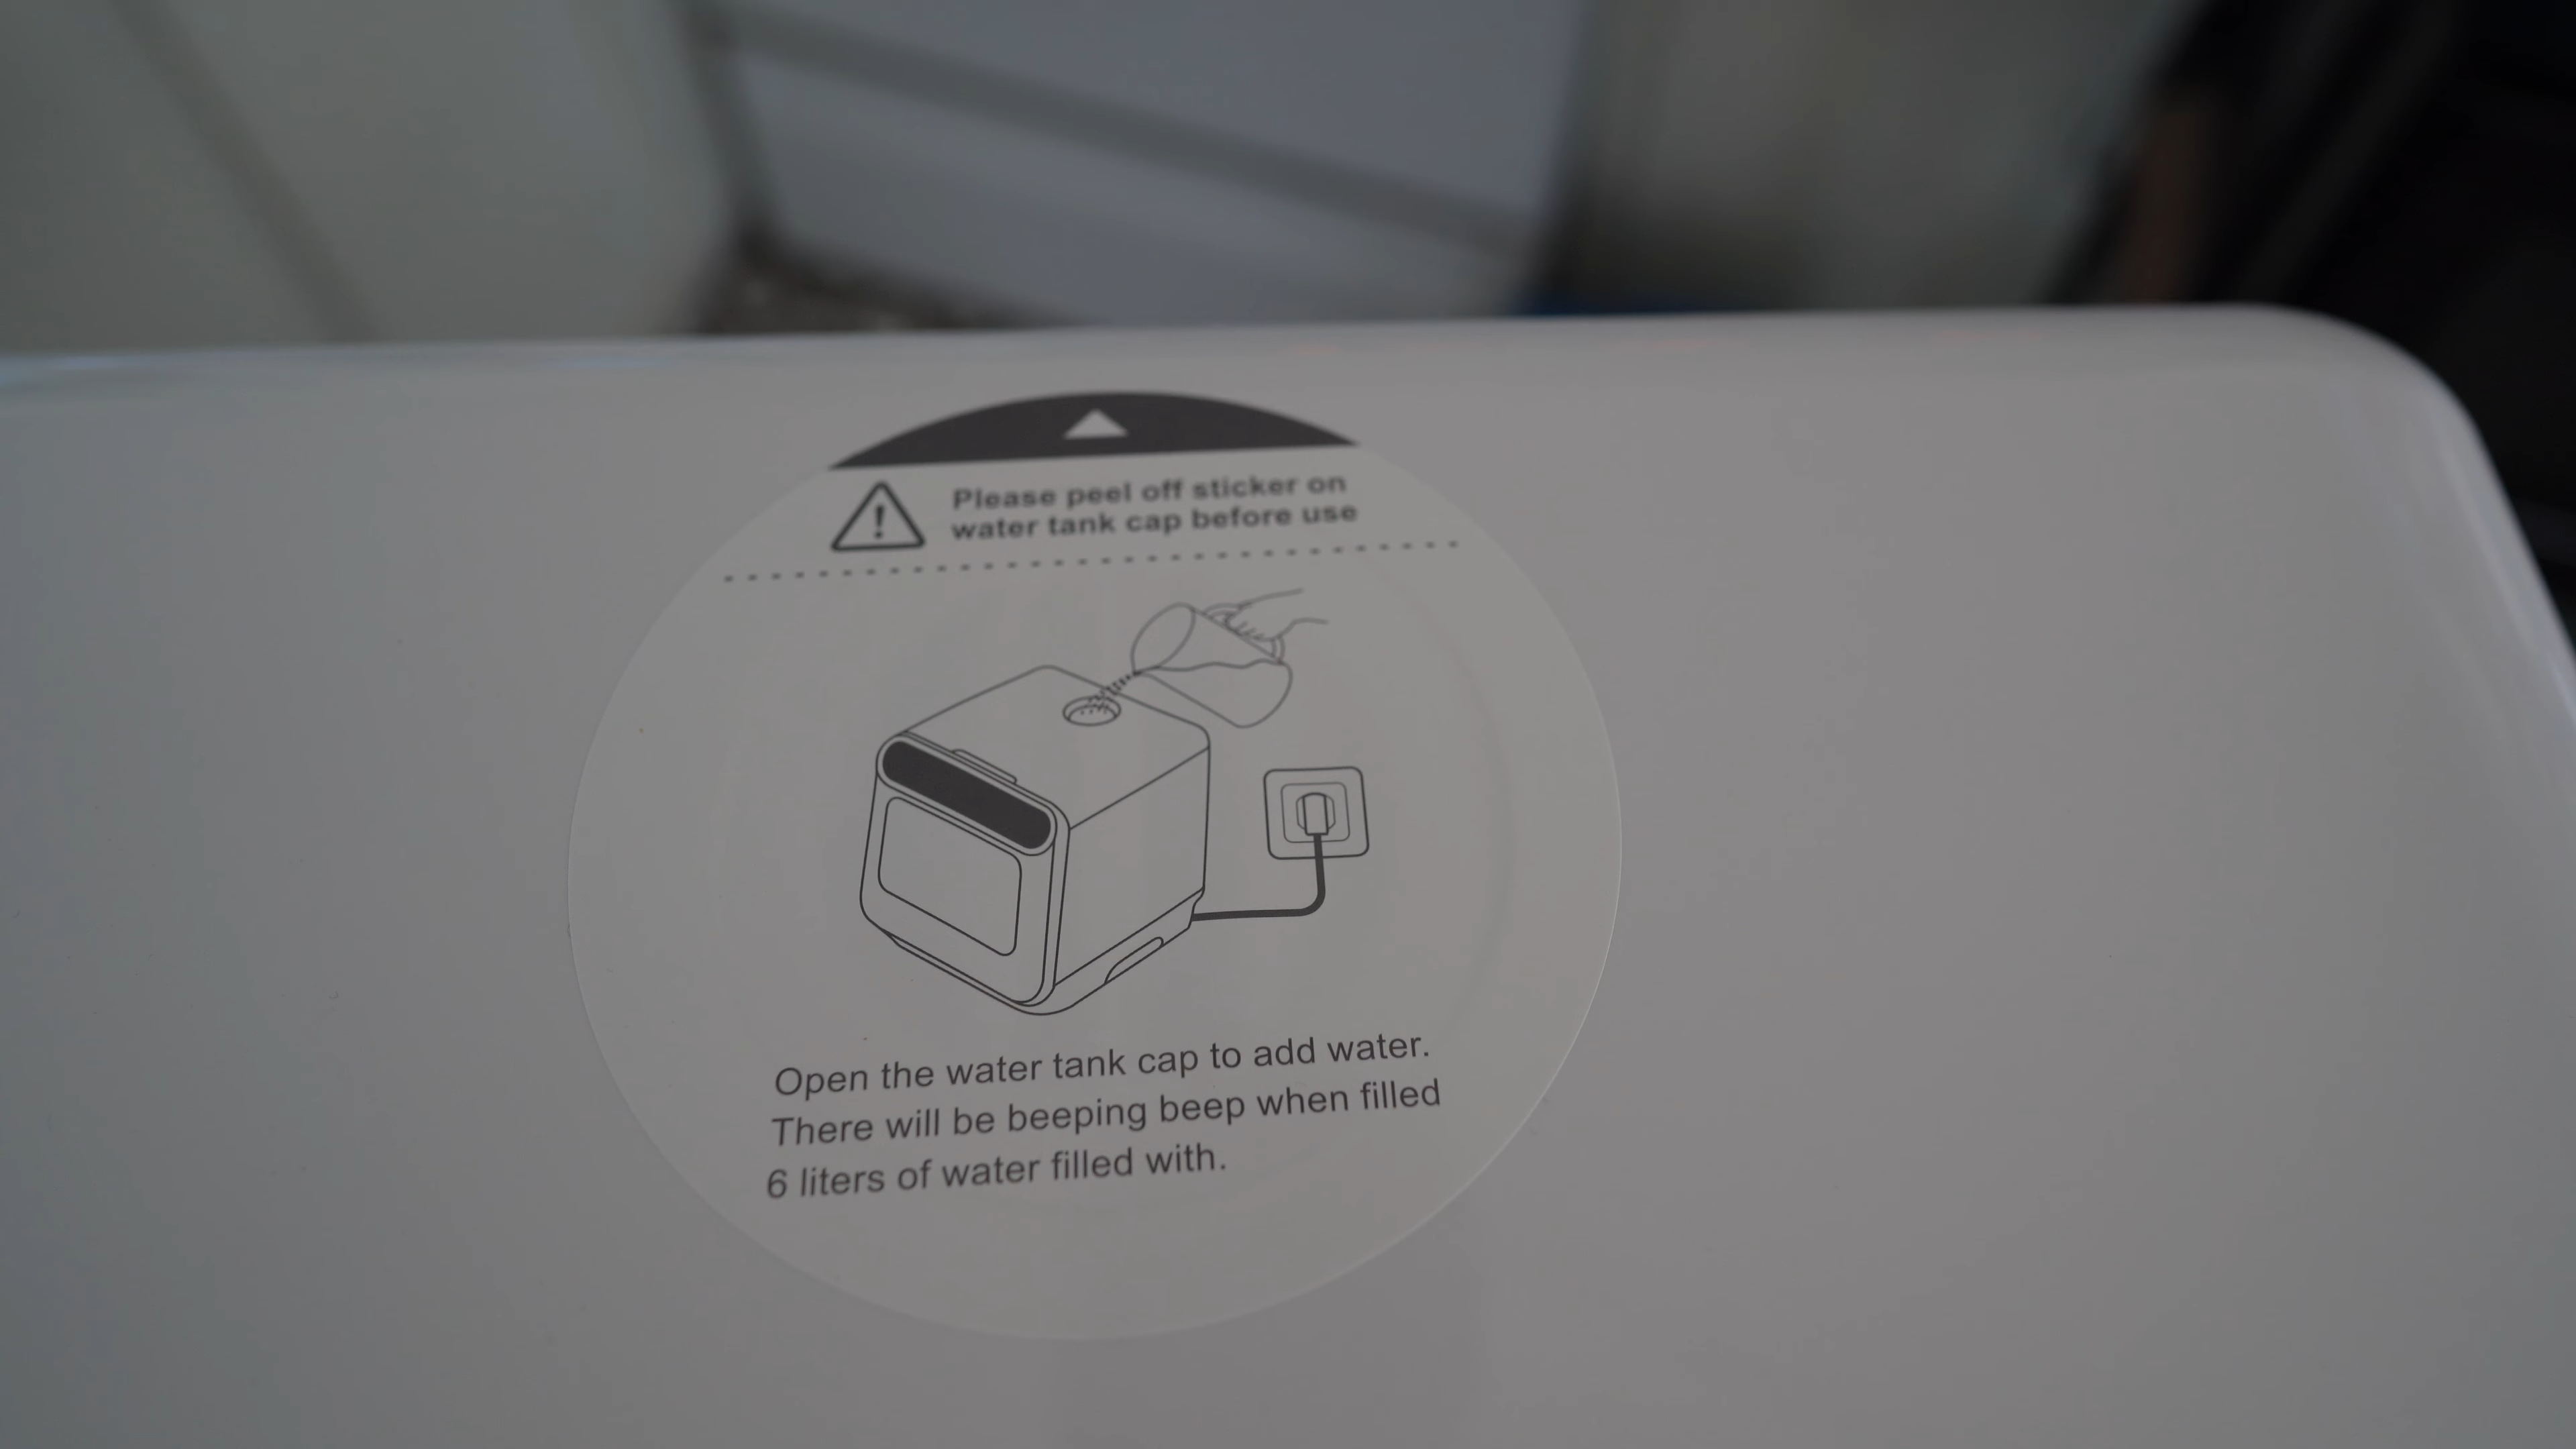 Please peel off sticker on
water tank cap before use
Open the water tank cap to add water.
There will be beeping beep when filled
6 liters of water filled with.